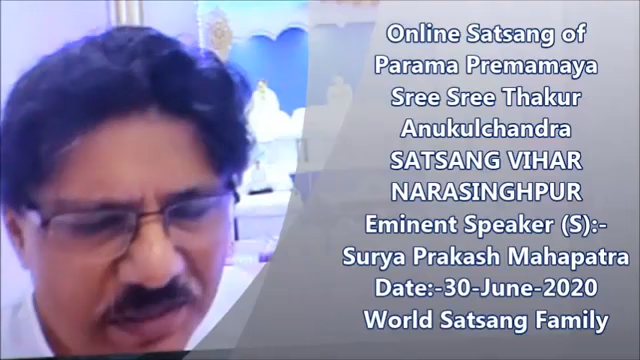 Online Satsang of
Parama Premamaya
Sree Sree Thakur
Anukulchandra
SATSANG VIHAR
NARASINGHPUR
Eminent Speaker (S):-
Surya Prakash Mahapatra
Date:-30-June-2020
World Satsang Family